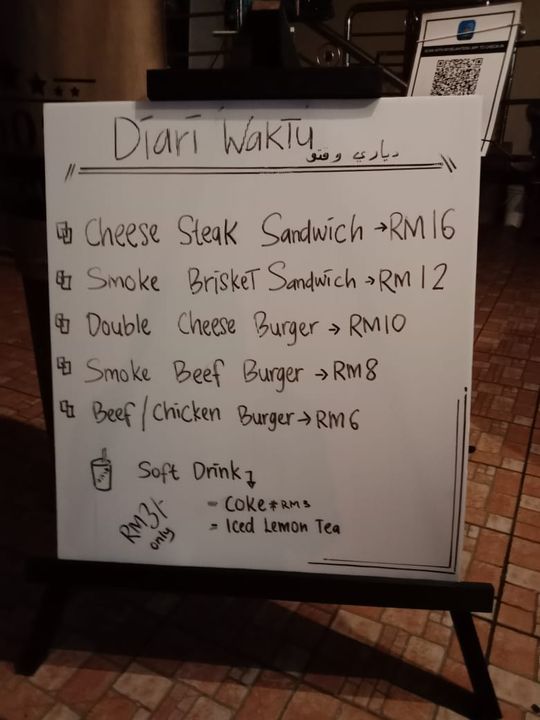 Diari Waktu
دياري وقتو
Cheese Steak Sandwich → RM16
Smoke Brisket Sandwich → RM12
Double Cheese Burger → RM10
Smoke Beef Burger → RM8
Beef/Chicken Burger → RM6
Soft Drink
RM3/- only
= Coke * RM3
= Iced Lemon Tea